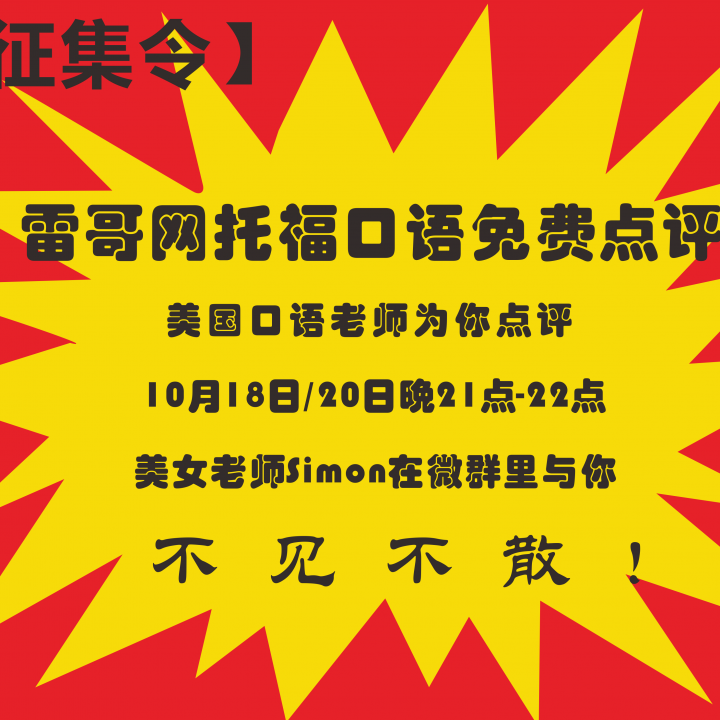 征集令】
雷哥网托福口语免费点评
美国口语老师为你点评
10月18日/20日晚21点-22点
美女老师Simon在微群里与你
不见不散！